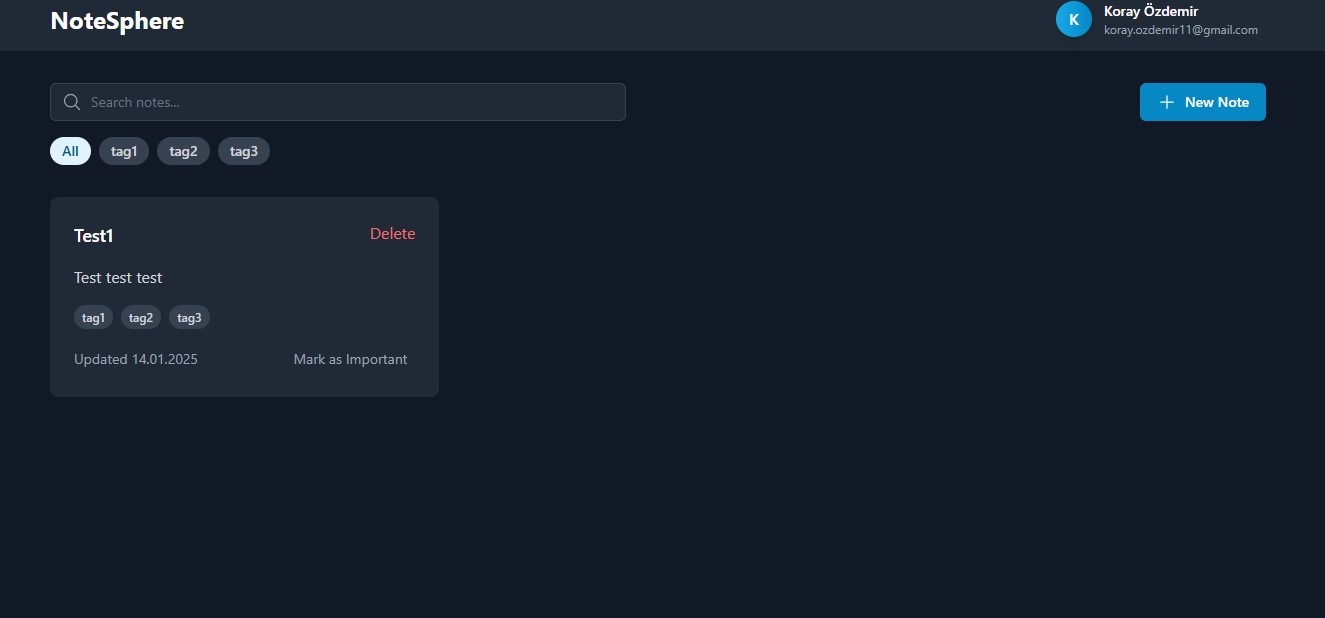 NoteSphere
K
Koray Özdemir
koray.ozdemir11@gmail.com
Search notes...
New Note
All tag1 tag2 tag3
Test1 Delete
Test test test
tag1 tag2 tag3
Updated 14.01.2025 Mark as Important